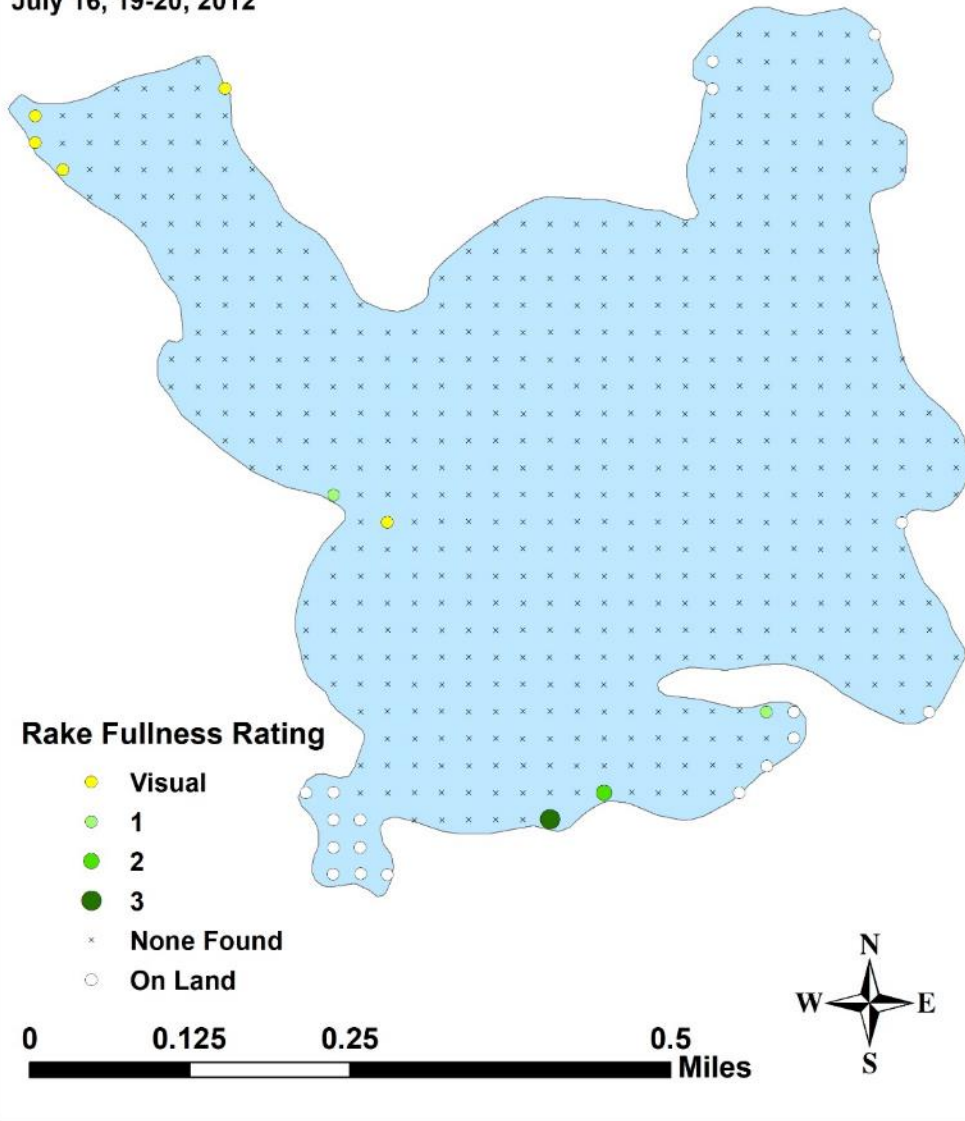 July 16, 19-20, 2012
Rake Fullness Rating
Visual
1
2
3
None Found
On Land
N
W E
S
0 0.125 0.25 0.5
Miles